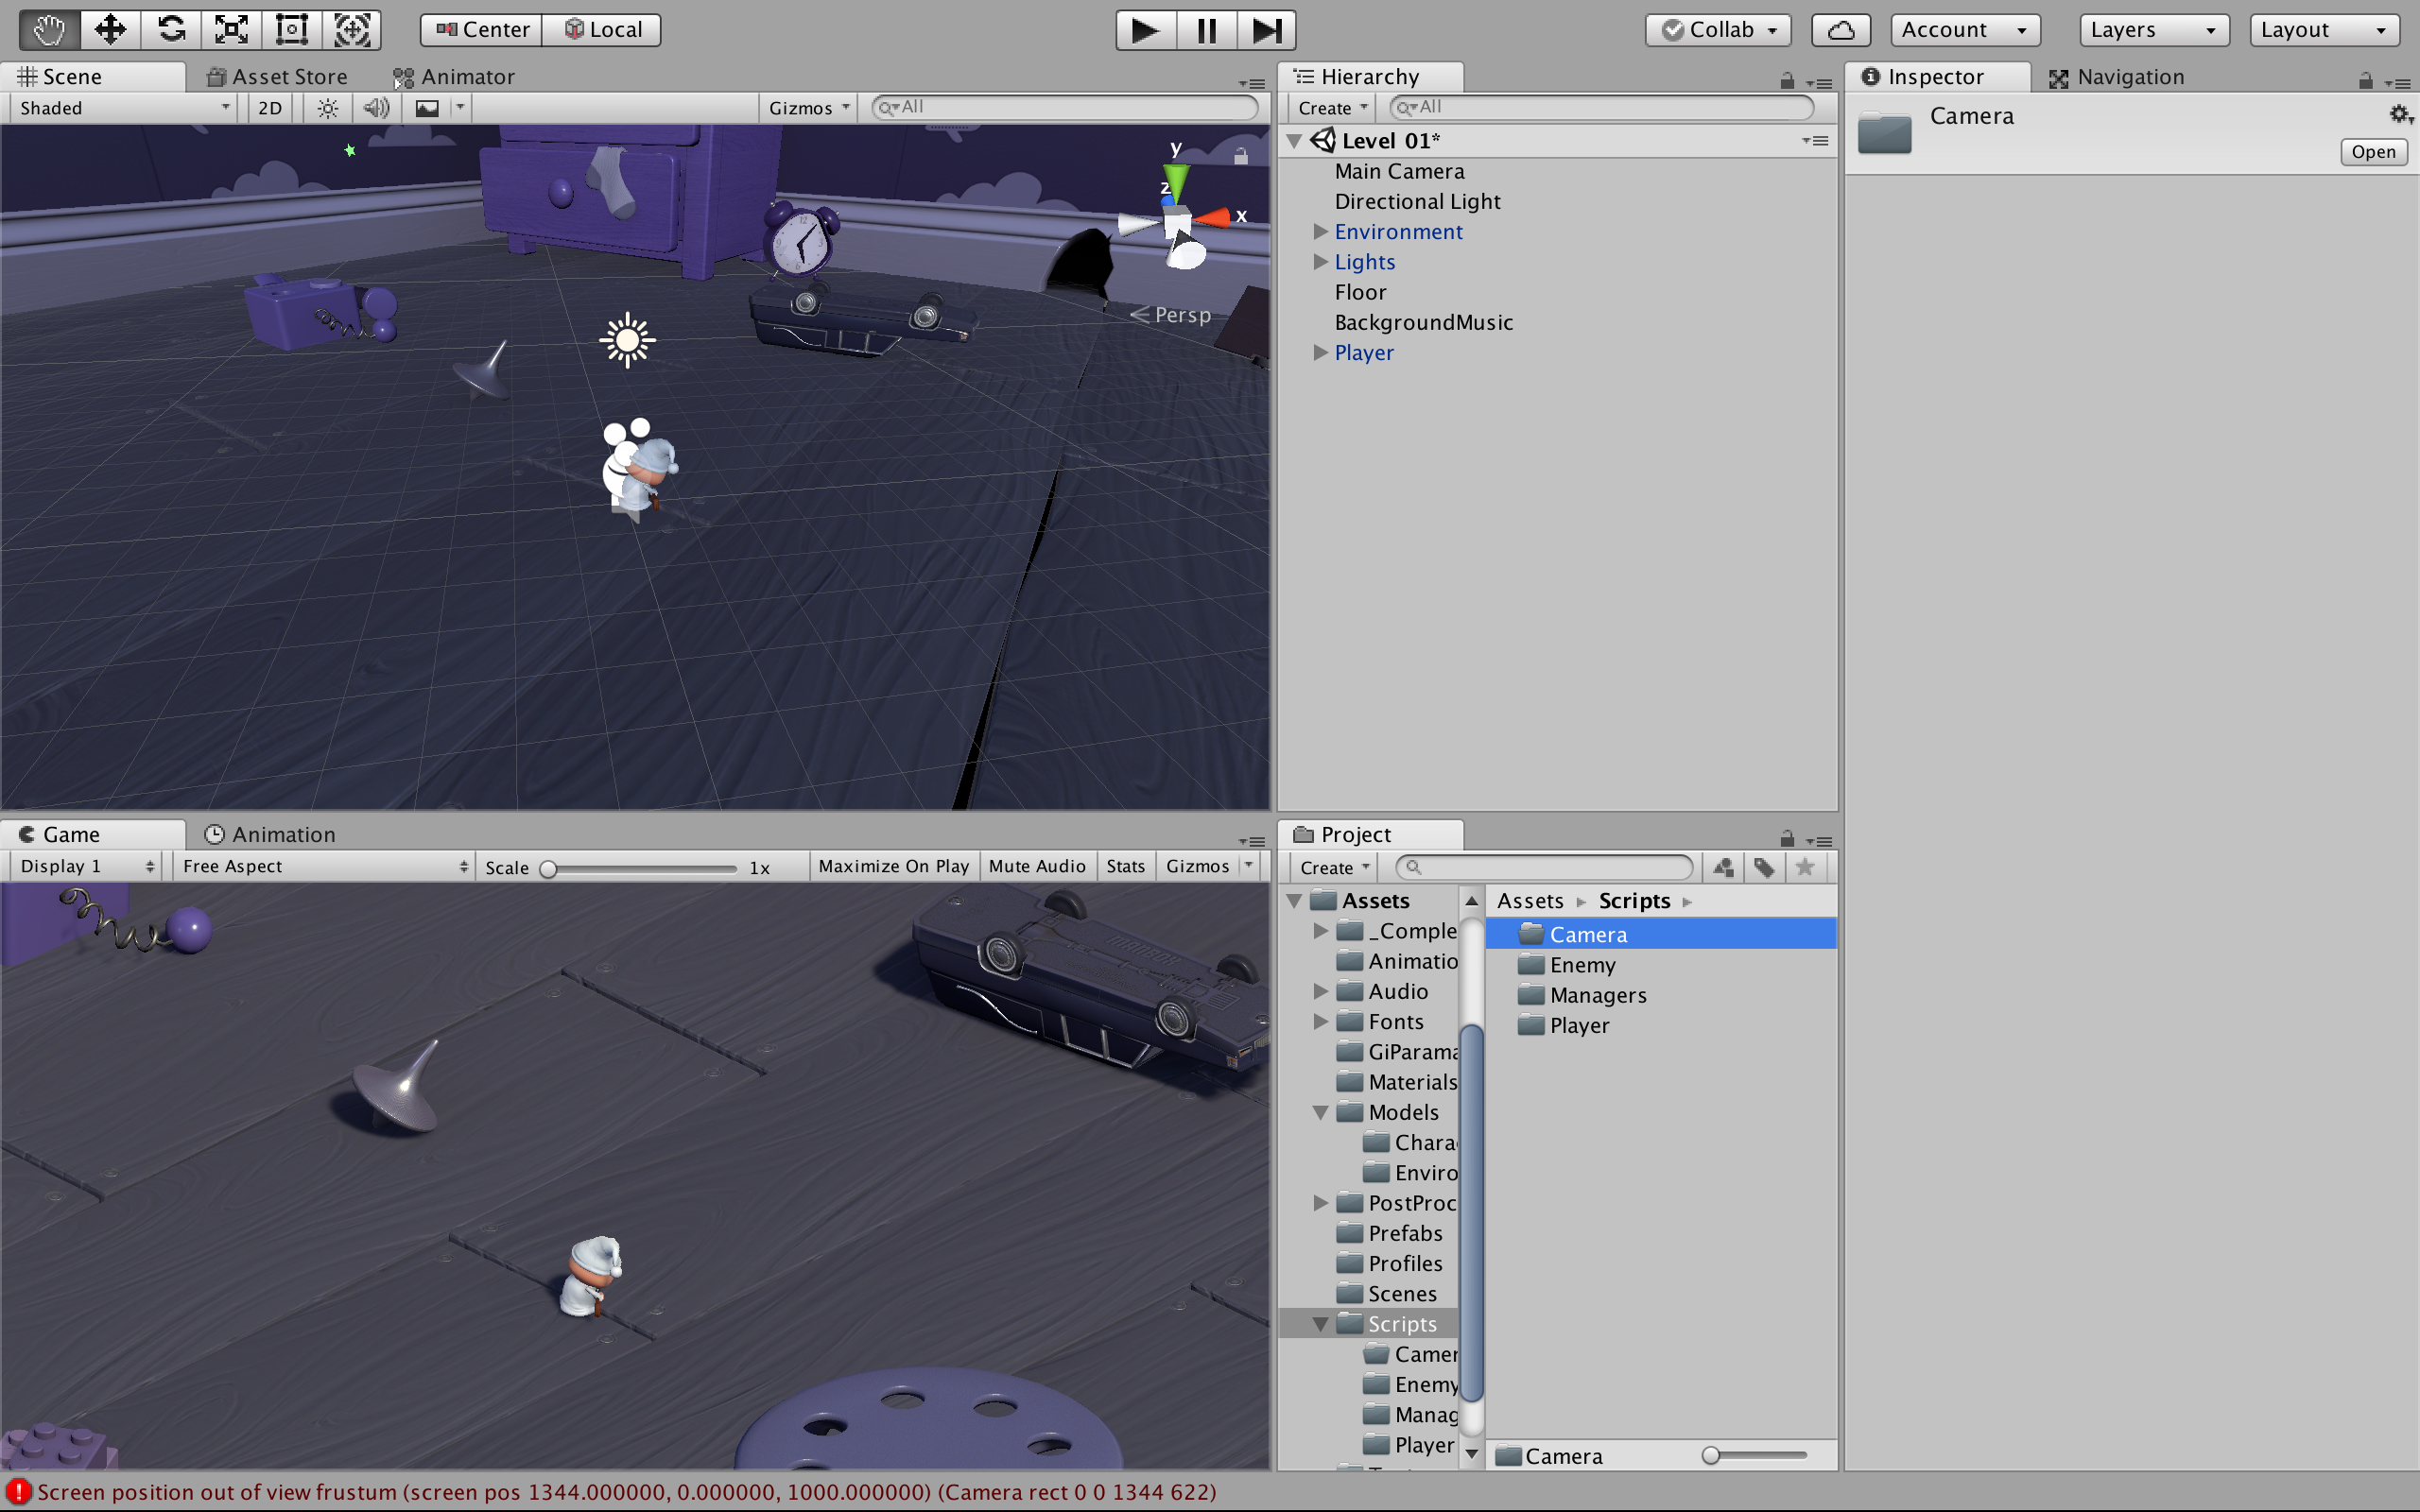 Center Local Collab Account Layers Layout
Scene Asset Store Animator
Shaded 2D Gizmos All
y
z
x
Persp
Hierarchy
Create All
Level 01*
Main Camera
Directional Light
Environment
Lights
Floor
BackgroundMusic
Player
Inspector Navigation
Camera
Open
Game Animation
Display 1 Free Aspect Scale 1x Maximize On Play Mute Audio Stats Gizmos
Project
Create
Assets
_Comple
Animatio
Audio
Fonts
GiParama
Materials
Models
Chara
Enviro
PostProc
Prefabs
Profiles
Scenes
Scripts
Camer
Enemy
Manag
Player
Assets Scripts
Camera
Enemy
Managers
Player
Camera
Screen position out of view frustum (screen pos 1344.000000, 0.000000, 1000.000000) (Camera rect 0 0 1344 622)